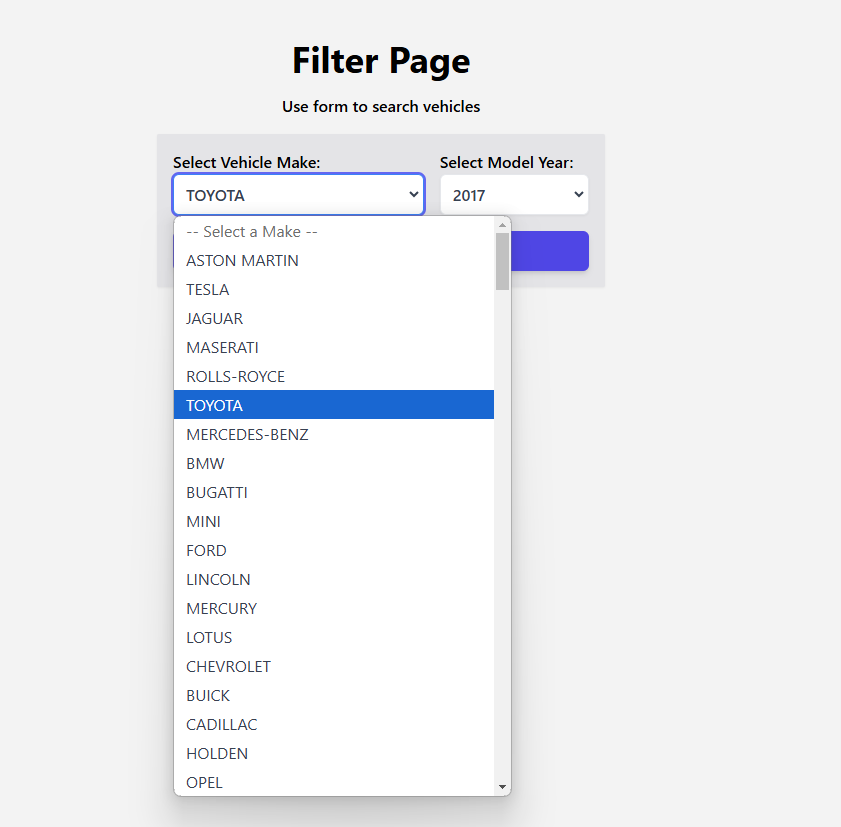 Filter Page
Use form to search vehicles
Select Vehicle Make: Select Model Year:
TOYOTA 2017
-- Select a Make --
ASTON MARTIN
TESLA
JAGUAR
MASERATI
ROLLS-ROYCE
TOYOTA
MERCEDES-BENZ
BMW
BUGATTI
MINI
FORD
LINCOLN
MERCURY
LOTUS
CHEVROLET
BUICK
CADILLAC
HOLDEN
OPEL